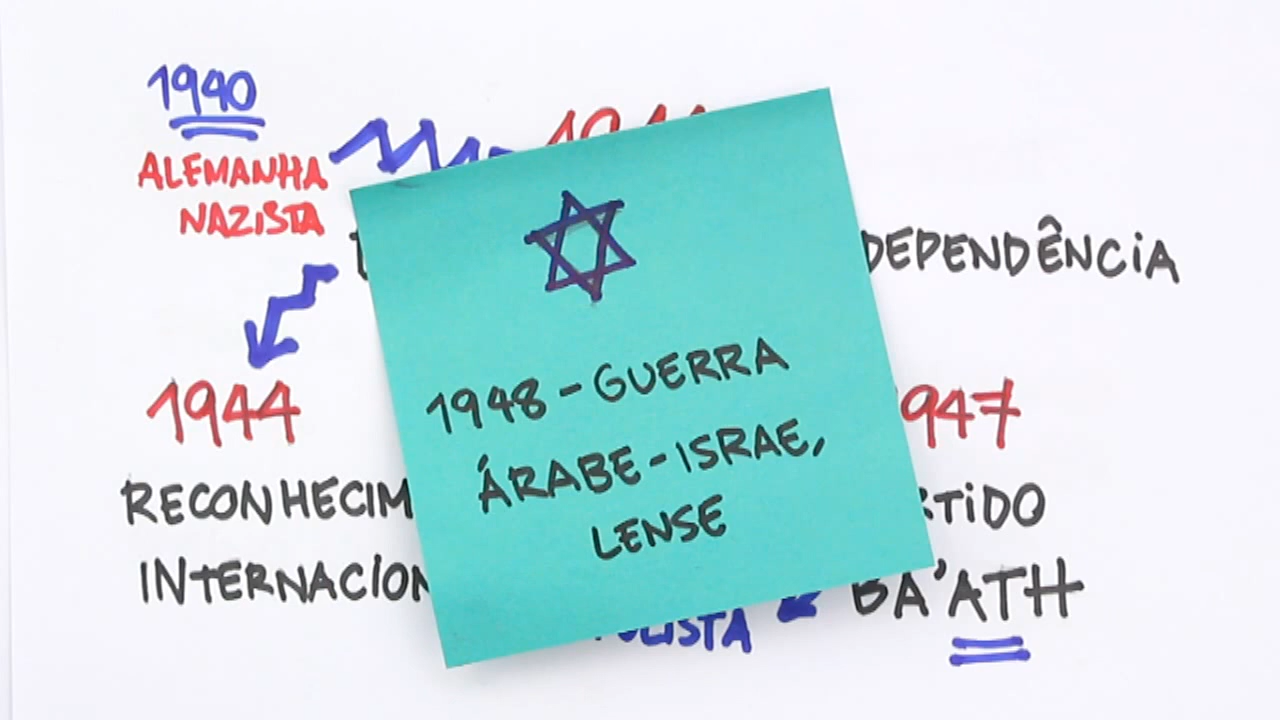 1940
ALEMANHA
NAZISTA
DEPENDÊNCIA
1944
947
RECONHECIM
INTERNACION
RTIDO
BA'ATH
LISTA
1948 - GUERRA
ÁRABE - ISRAE,
LENSE